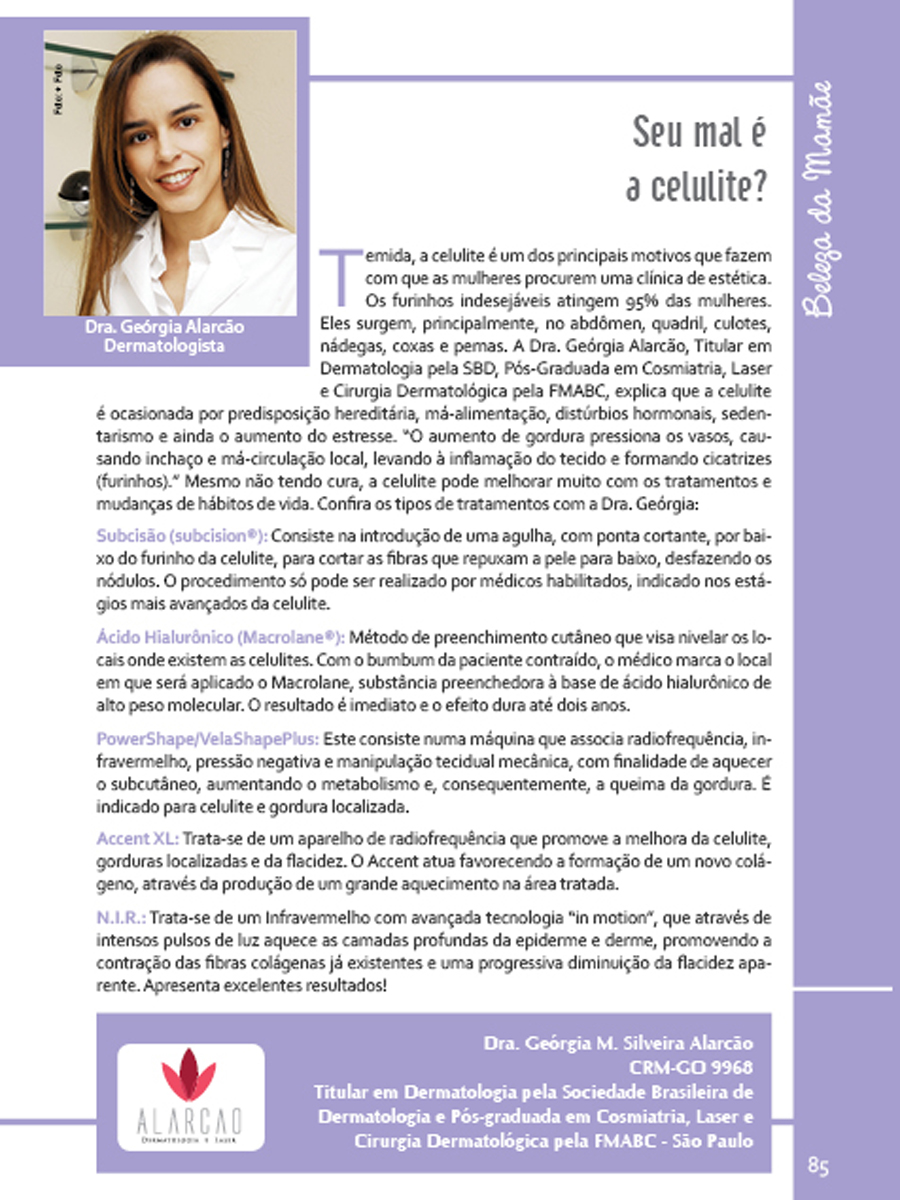 Foto: + Foto
Dra. Geórgia Alarcão
Dermatologista
Seu mal é
a celulite?
Beleza da Mamãe
Temida, a celulite é um dos principais motivos que fazem
com que as mulheres procurem uma clínica de estética.
Os furinhos indesejáveis atingem 95% das mulheres.
Eles surgem, principalmente, no abdômen, quadril, culotes,
nádegas, coxas e pernas. A Dra. Geórgia Alarcão, Titular em
Dermatologia pela SBD, Pós-Graduada em Cosmiatria, Laser
e Cirurgia Dermatológica pela FMABC, explica que a celulite
é ocasionada por predisposição hereditária, má-alimentação, distúrbios hormonais, seden-
tarismo e ainda o aumento do estresse. "O aumento de gordura pressiona os vasos, cau-
sando inchaço e má-circulação local, levando à inflamação do tecido e formando cicatrizes
(furinhos)." Mesmo não tendo cura, a celulite pode melhorar muito com os tratamentos e
mudanças de hábitos de vida. Confira os tipos de tratamentos com a Dra. Geórgia:
Subcisão (subcision®): Consiste na introdução de uma agulha, com ponta cortante, por bai-
xo do furinho da celulite, para cortar as fibras que repuxam a pele para baixo, desfazendo os
nódulos. O procedimento só pode ser realizado por médicos habilitados, indicado nos está-
gios mais avançados da celulite.
Ácido Hialurônico (Macrolane®): Método de preenchimento cutâneo que visa nivelar os lo-
cais onde existem as celulites. Com o bumbum da paciente contraído, o médico marca o local
em que será aplicado o Macrolane, substância preenchedora à base de ácido hialurônico de
alto peso molecular. O resultado é imediato e o efeito dura até dois anos.
PowerShape/VelaShapePlus: Este consiste numa máquina que associa radiofrequência, in-
fravermelho, pressão negativa e manipulação tecidual mecânica, com finalidade de aquecer
o subcutâneo, aumentando o metabolismo e, consequentemente, a queima da gordura. É
indicado para celulite e gordura localizada.
Accent XL: Trata-se de um aparelho de radiofrequência que promove a melhora da celulite,
gorduras localizadas e da flacidez. O Accent atua favorecendo a formação de um novo colá-
geno, através da produção de um grande aquecimento na área tratada.
N.I.R.: Trata-se de um Infravermelho com avançada tecnologia "in motion", que através de
intensos pulsos de luz aquece as camadas profundas da epiderme e derme, promovendo a
contração das fibras colágenas já existentes e uma progressiva diminuição da flacidez apa-
rente. Apresenta excelentes resultados!
ALARCAO
Dermatologia e Laser
Dra. Geórgia M. Silveira Alarcão
CRM-GO 9968
Titular em Dermatologia pela Sociedade Brasileira de
Dermatologia e Pós-graduada em Cosmiatria, Laser e
Cirurgia Dermatológica pela FMABC - São Paulo
85